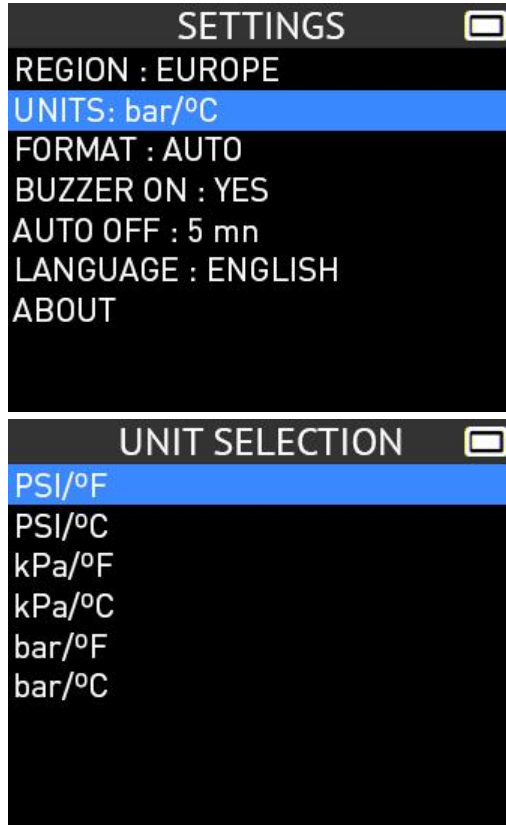 SETTINGS
REGION : EUROPE
UNITS: bar/ºC
FORMAT : AUTO
BUZZER ON : YES
AUTO OFF : 5 mn
LANGUAGE : ENGLISH
ABOUT
UNIT SELECTION
PSI/ºF
PSI/ºC
kPa/ºF
kPa/ºC
bar/ºF
bar/ºC